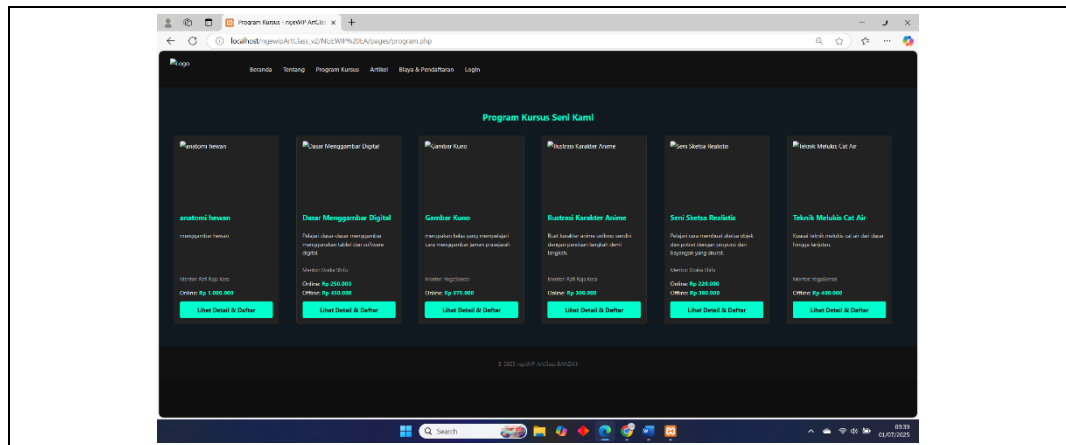 Program Kursus - ngeWIP ArtClass
localhost/ngewipArtClass_v2/NGEWIP%20EA/pages/program.php
Logo
Beranda Tentang Program Kursus Artikel Biaya & Pendaftaran Login
Program Kursus Seni Kami
anatomi hewan
Dasar Menggambar Digital
Gambar Kuno
Ilustrasi Karakter Anime
Seni Sketsa Realistis
Teknik Melukis Cat Air
anatomi hewan
menggambar hewan
Mentor: Rafi Raja Kera
Online: Rp 1.000.000
Lihat Detail & Daftar
Dasar Menggambar Digital
Pelajari dasar-dasar menggambar
menggunakan tablet dan software
digital.
Mentor: Shifu
Online: Rp 250.000
Offline: Rp 450.000
Lihat Detail & Daftar
Gambar Kuno
merupakan kelas yang mempelajari
cara menggambar jaman prasejarah
Mentor: YogaSensei
Online: Rp 375.000
Lihat Detail & Daftar
Ilustrasi Karakter Anime
Buat karakter anime unikmu sendiri
dengan panduan langkah demi
langkah.
Mentor: Rafi Raja Kera
Online: Rp 300.000
Lihat Detail & Daftar
Seni Sketsa Realistis
Pelajari cara membuat sketsa objek
dan potret dengan proporsi dan
bayangan yang akurat.
Mentor: Shifu
Online: Rp 220.000
Offline: Rp 380.000
Lihat Detail & Daftar
Teknik Melukis Cat Air
Kuasai teknik melukis cat air dari dasar
hingga lanjutan.
Mentor: YogaSensei
Offline: Rp 400.000
Lihat Detail & Daftar
ngeWIP ArtClass
Search
09:39
01/07/2025